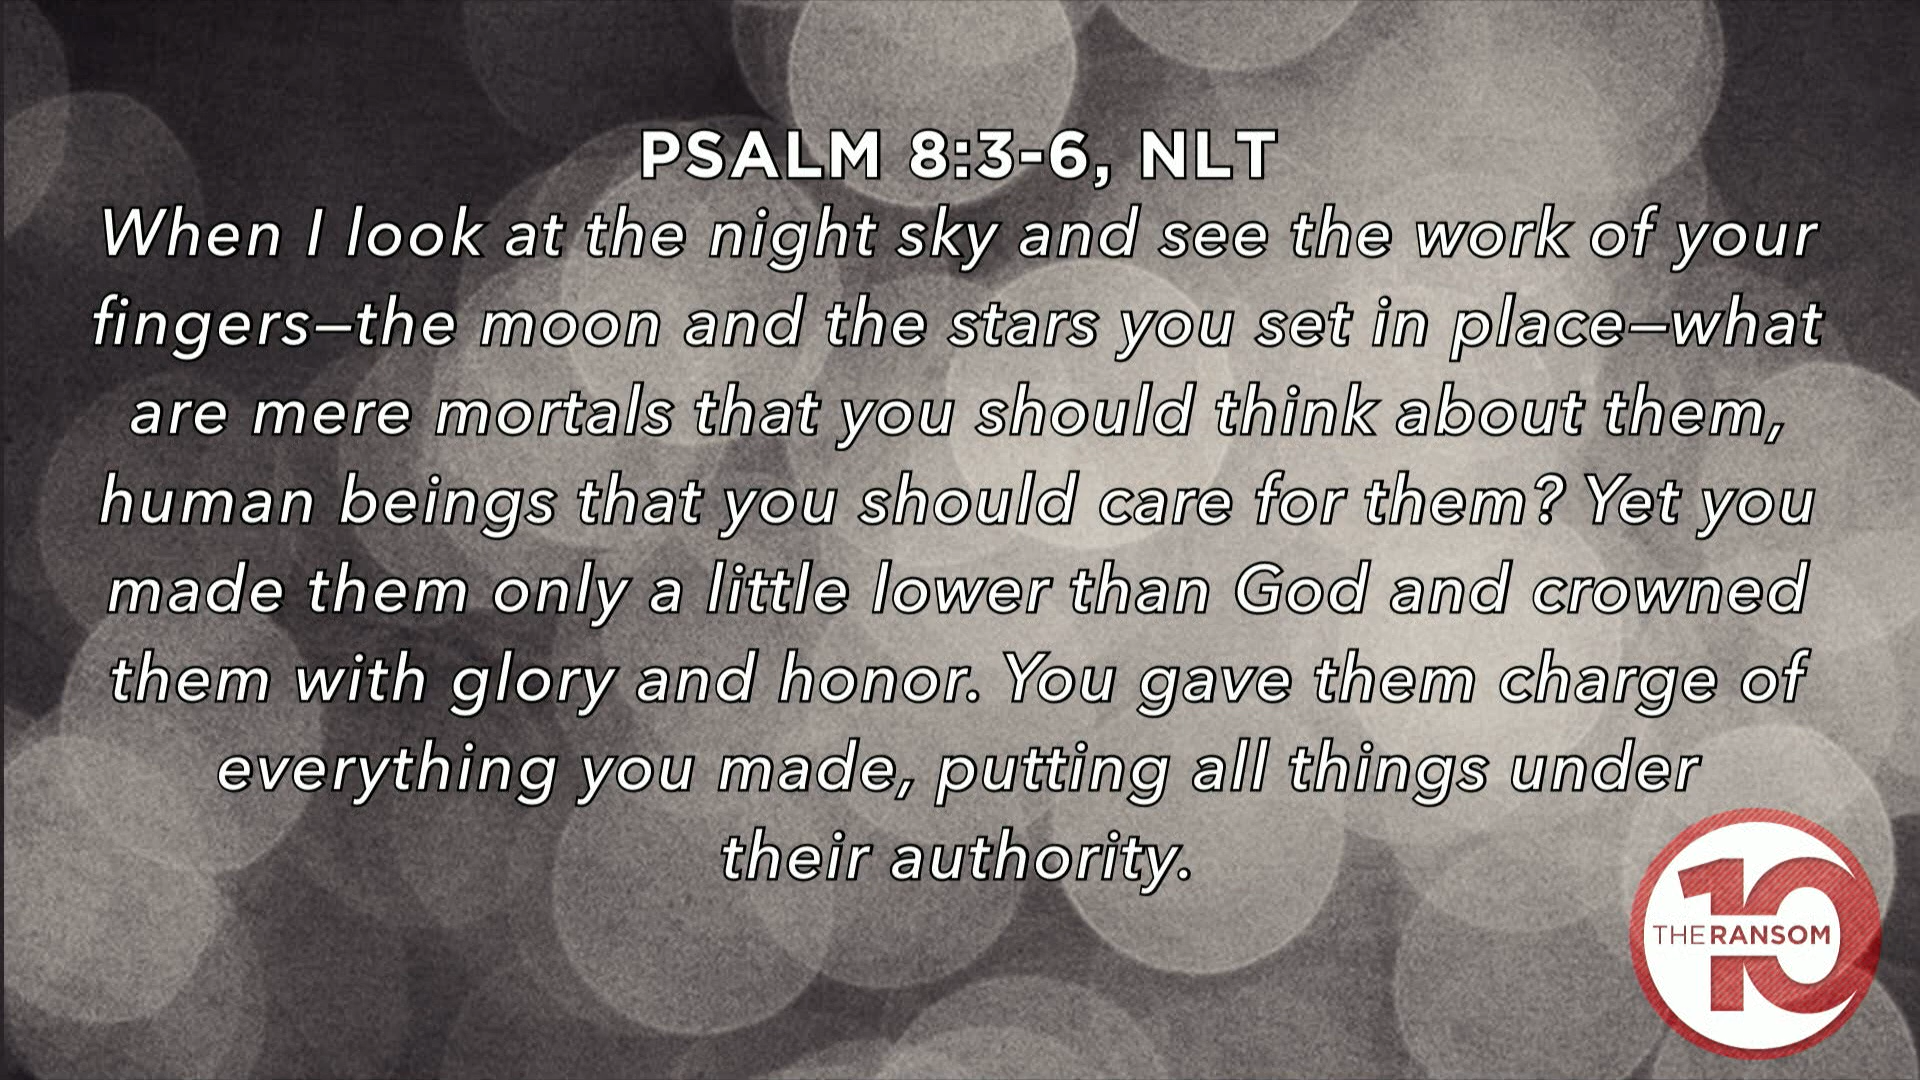 PSALM 8:3-6, NLT
When I look at the night sky and see the work of your
fingers—the moon and the stars you set in place—what
are mere mortals that you should think about them,
human beings that you should care for them? Yet you
made them only a little lower than God and crowned
them with glory and honor. You gave them charge of
everything you made, putting all things under
their authority.
10
THERANSOM